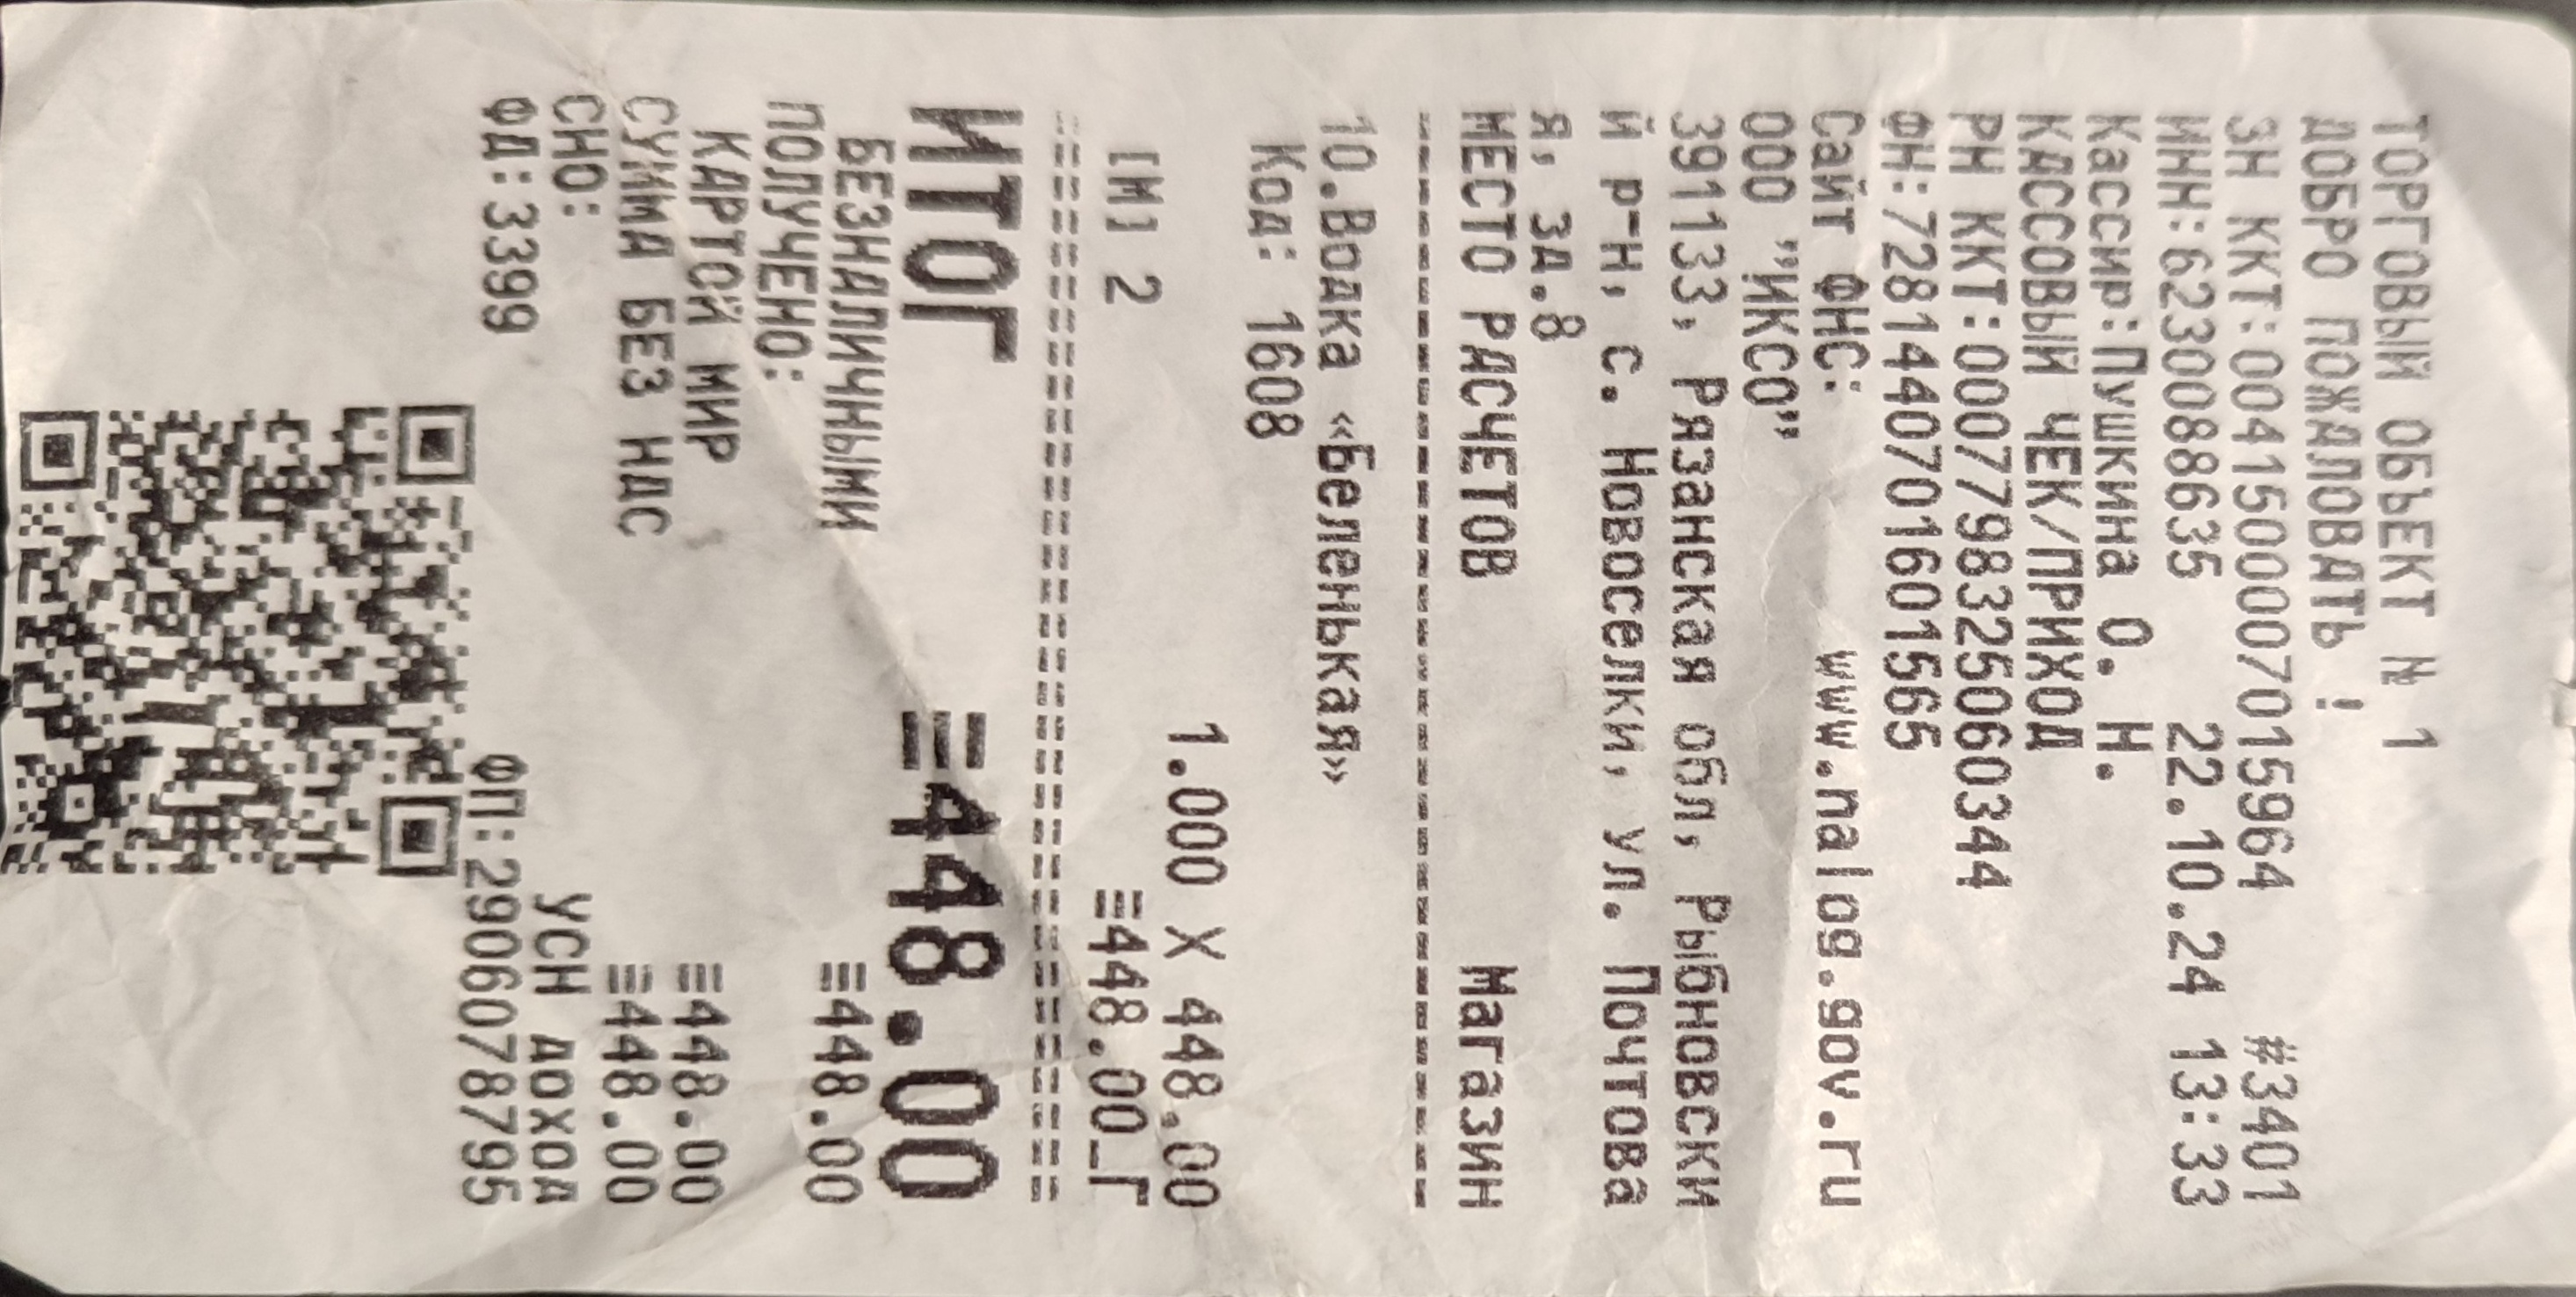 ТОРГОВЫЙ ОБЪЕКТ № 1
ДОБРО ПОЖАЛОВАТЬ !
ЗН ККТ:00415000007015964 #3401
ИНН:6230088635 22.10.24 13:33
Кассир:Пушкина О. Н.
КАССОВЫЙ ЧЕК/ПРИХОД
РН ККТ:0007798325060344
ФН:7281440701601565
Сайт ФНС: www.nalog.gov.ru
ООО "ИКСО"
391133, Рязанская обл, Рыбновски
й р-н, с. Новоселки, ул. Почтова
я, зд.8
МЕСТО РАСЧЕТОВ Магазин
10.Водка «Беленькая»
Код: 1608
1.000 X 448.00
[М] 2 ≡448.00_Г
ИТОГ ≡448.00
БЕЗНАЛИЧНЫМИ ≡448.00
ПОЛУЧЕНО:
КАРТОЙ МИР ≡448.00
СУММА БЕЗ НДС ≡448.00
СНО: УСН доход
ФД:3399 ФП:2906078795